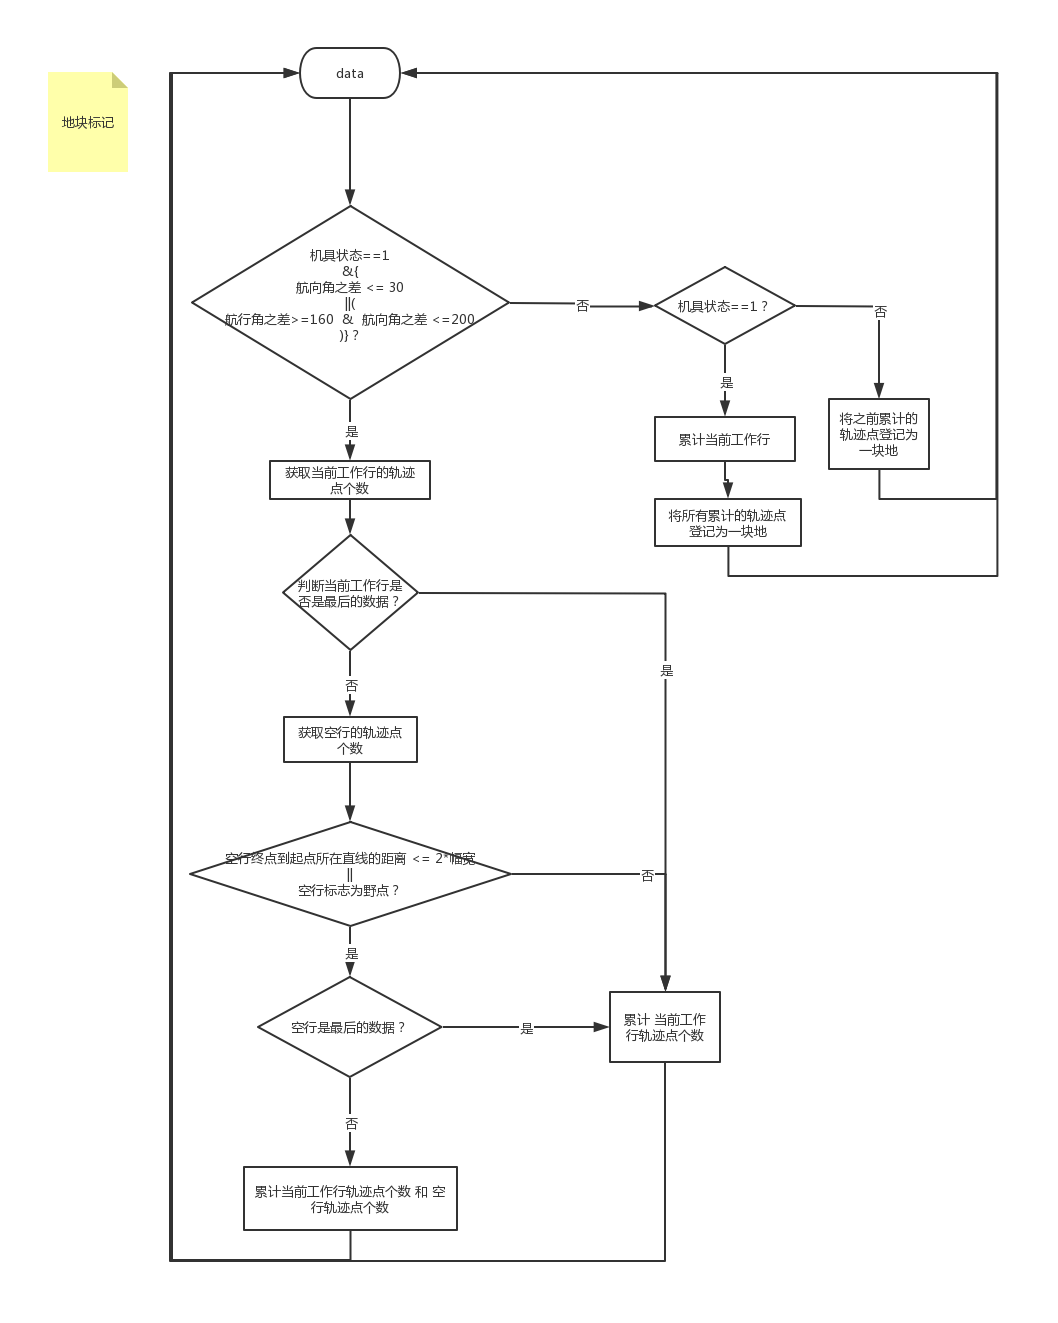 data
地块标记
机具状态==1
&{
航向角之差 <= 30
||(
航行角之差>=160 & 航向角之差 <=200
)} ?
否
机具状态==1 ?
否
是
是
累计当前工作行
将之前累计的
轨迹点登记为
一块地
获取当前工作行的轨迹
点个数
将所有累计的轨迹点
登记为一块地
判断当前工作行是
否是最后的数据 ?
是
否
获取空行的轨迹点
个数
空行终点到起点所在直线的距离 <= 2*幅宽
||
空行标志为野点 ?
否
是
空行是最后的数据 ?
是
累计 当前工作
行轨迹点个数
否
累计当前工作行轨迹点个数 和 空
行轨迹点个数